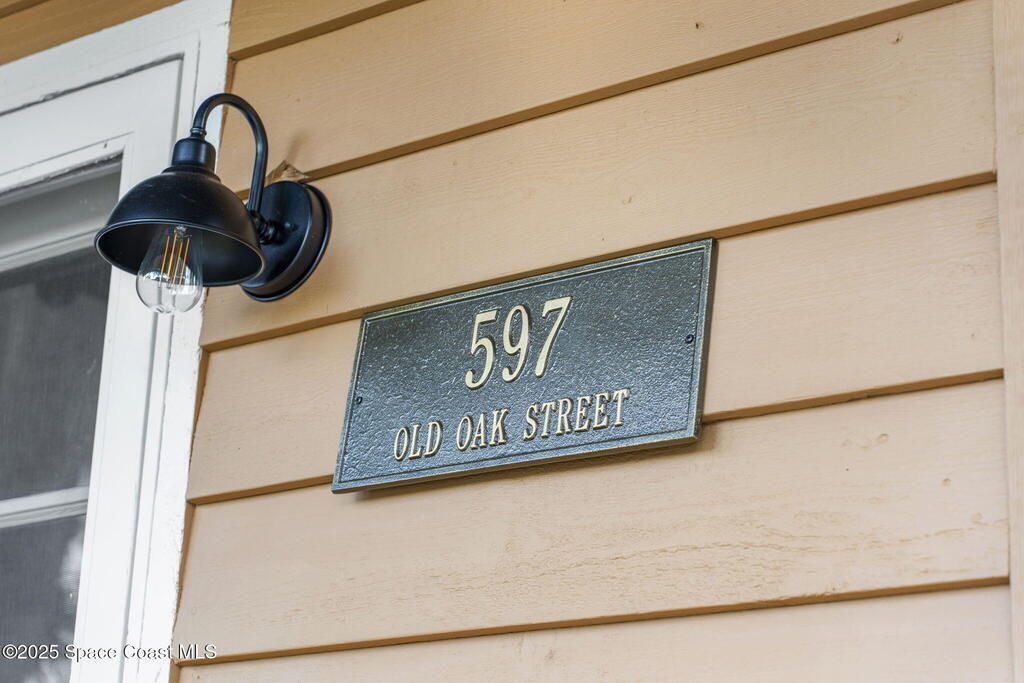 597
OLD OAK STREET
©2025 Space Coast MLS ®